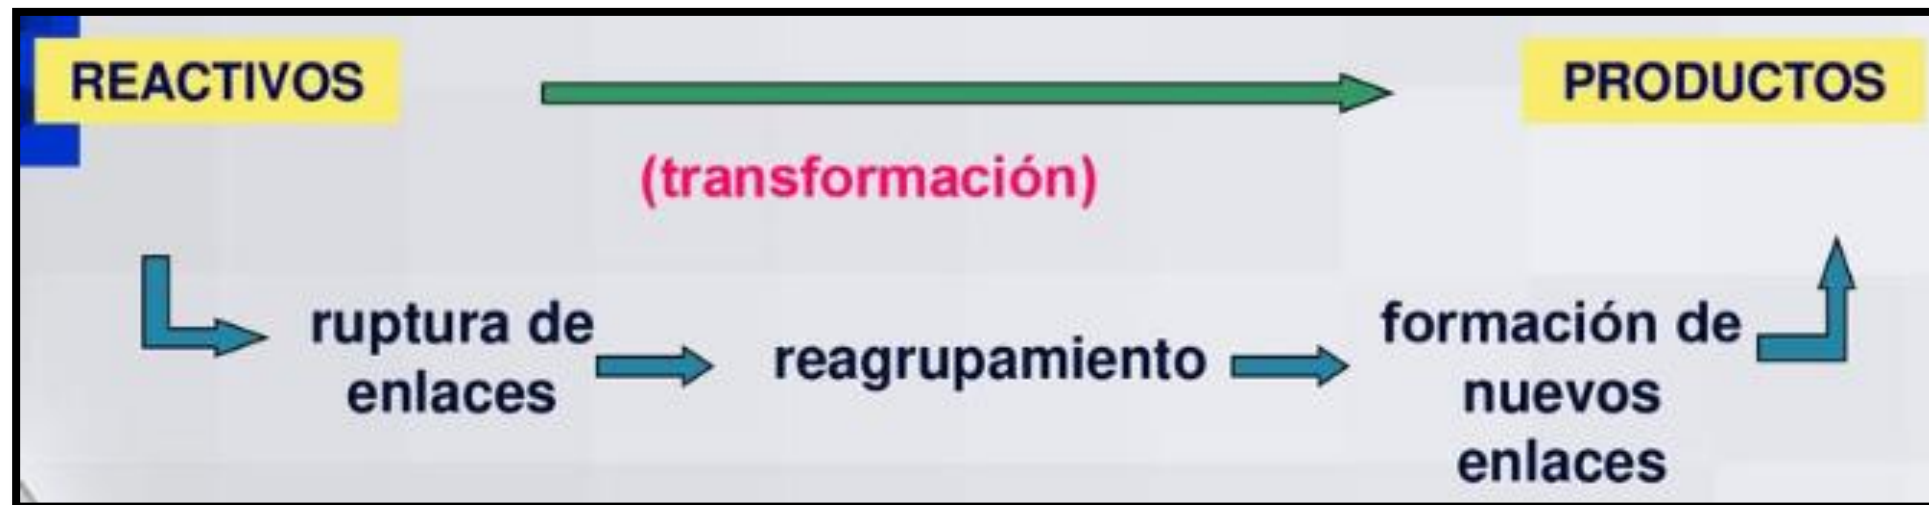 REACTIVOS
PRODUCTOS
(transformación)
ruptura de
enlaces
reagrupamiento
formación de
nuevos
enlaces